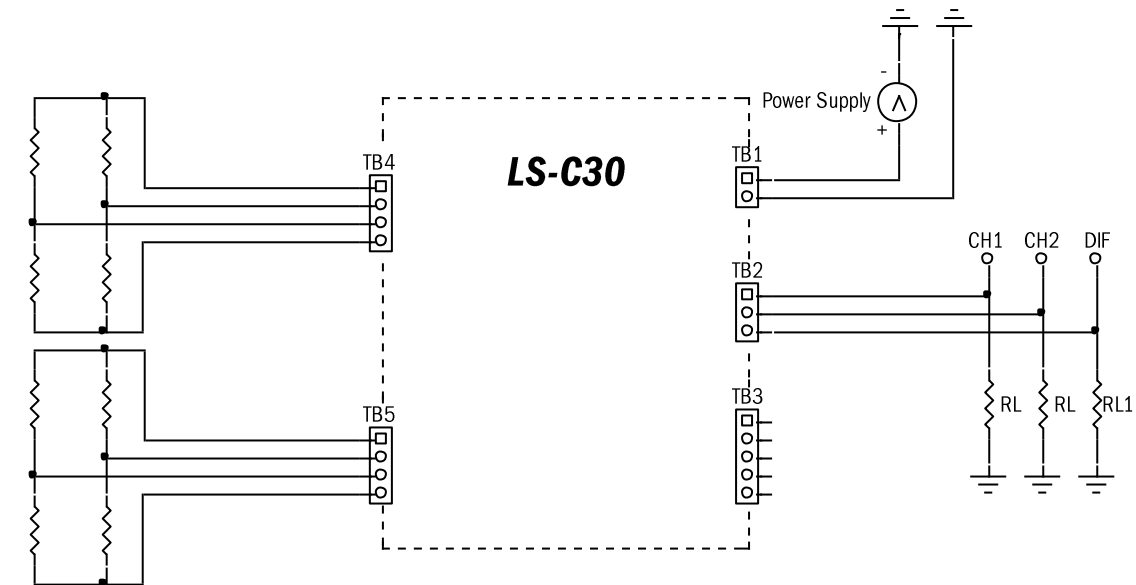 -
Power Supply
+
LS-C30
TB1
TB4
CH1 CH2 DIF
TB2
TB3
TB5
RL RL RL1